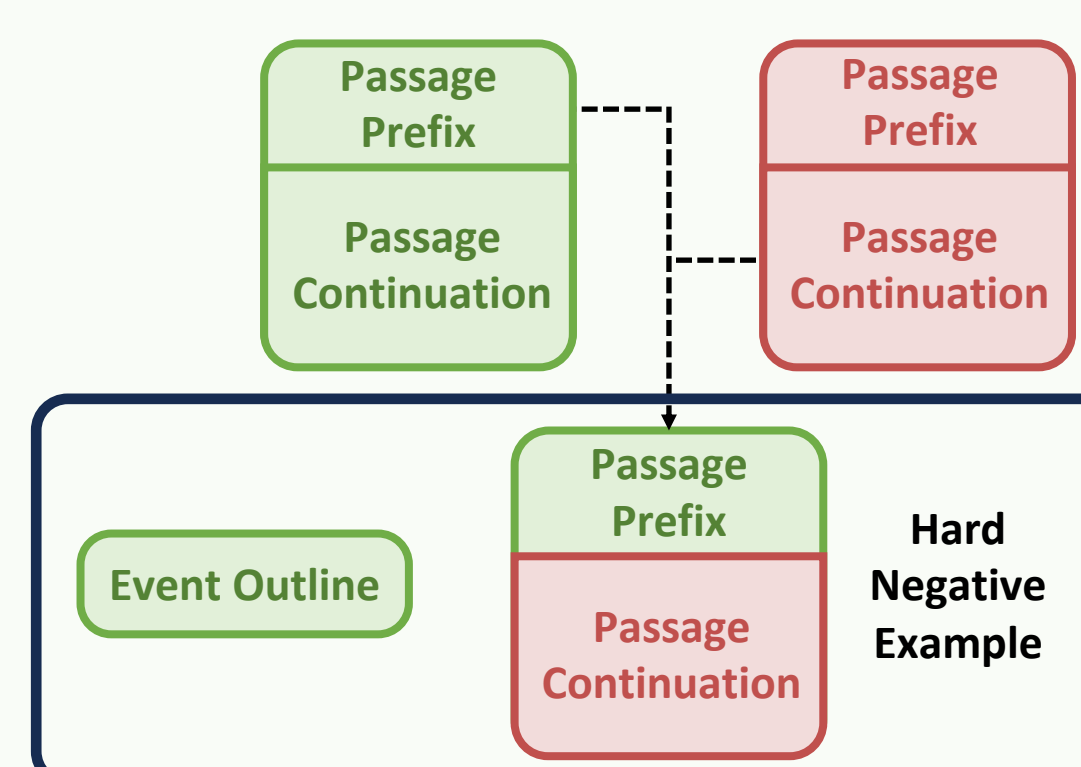 Passage
Prefix
Passage
Continuation
Passage
Prefix
Passage
Continuation
Event Outline
Passage
Prefix
Passage
Continuation
Hard
Negative
Example